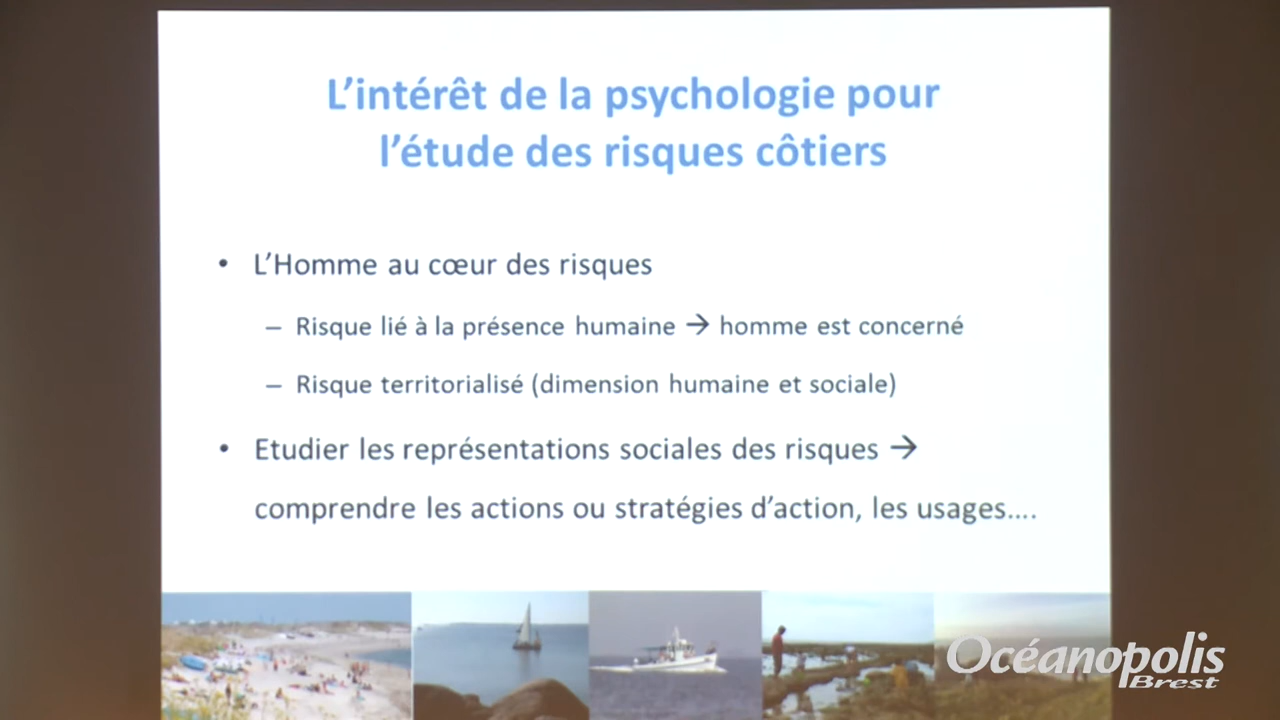 L'intérêt de la psychologie pour
l'étude des risques côtiers
• L'Homme au cœur des risques
– Risque lié à la présence humaine → homme est concerné
– Risque territorialisé (dimension humaine et sociale)
• Etudier les représentations sociales des risques →
comprendre les actions ou stratégies d'action, les usages....
Océanopolis
Brest